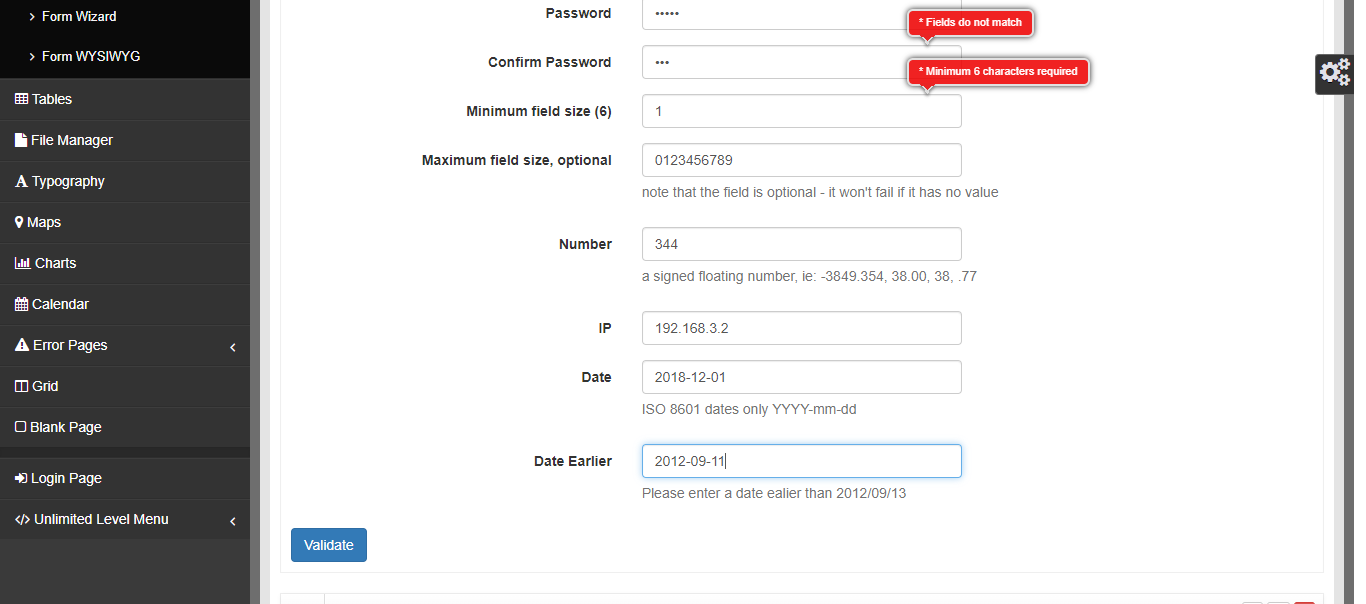 Form Wizard
Form WYSIWYG
Tables
File Manager
Typography
Maps
Charts
Calendar
Error Pages
Grid
Blank Page
Login Page
Unlimited Level Menu
Password •••••
* Fields do not match
Confirm Password •••
* Minimum 6 characters required
Minimum field size (6) 1
Maximum field size, optional 0123456789
note that the field is optional - it won't fail if it has no value
Number 344
a signed floating number, ie: -3849.354, 38.00, 38, .77
IP 192.168.3.2
Date 2018-12-01
ISO 8601 dates only YYYY-mm-dd
Date Earlier 2012-09-11
Please enter a date ealier than 2012/09/13
Validate